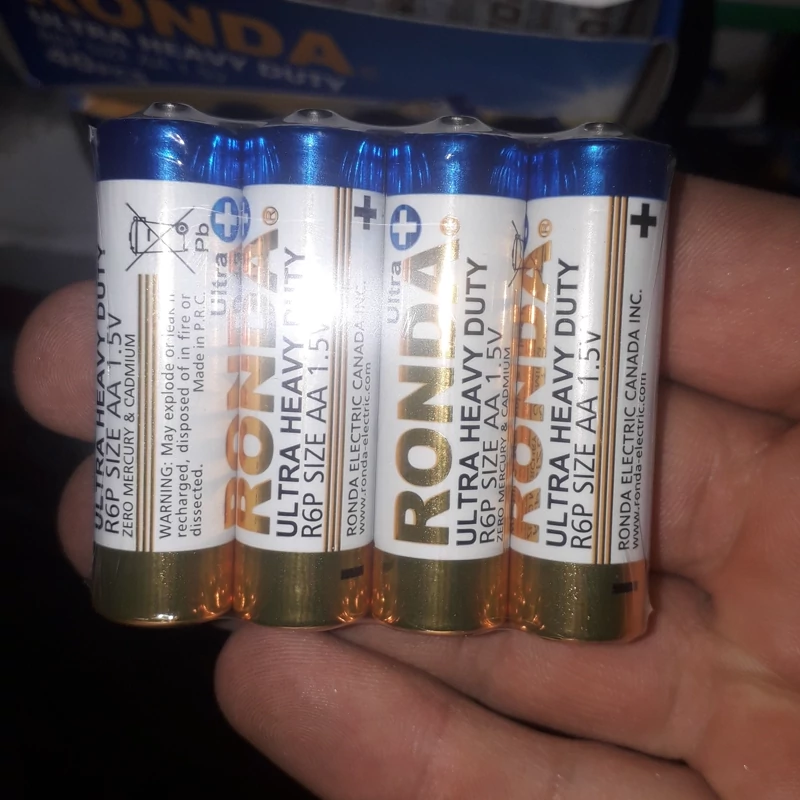 RONDA
ULTRA HEAVY DUTY
ULTRA HEAVY DUTY
R6P SIZE AA 1.5V
ZERO MERCURY & CADMIUM
Pb
WARNING: May explode or leak if
recharged, disposed of in fire or
dissected. Made in P.R.C.
Ultra +
RONDA®
ULTRA HEAVY DUTY
R6P SIZE AA 1.5V
+
-
RONDA ELECTRIC CANADA INC.
www.ronda-electric.com
Ultra +
RONDA®
ULTRA HEAVY DUTY
R6P SIZE AA 1.5V
ZERO MERCURY & CADMIUM
RONDA®
ULTRA HEAVY DUTY
R6P SIZE AA 1.5V
+
-
RONDA ELECTRIC CANADA INC.
www.ronda-electric.com